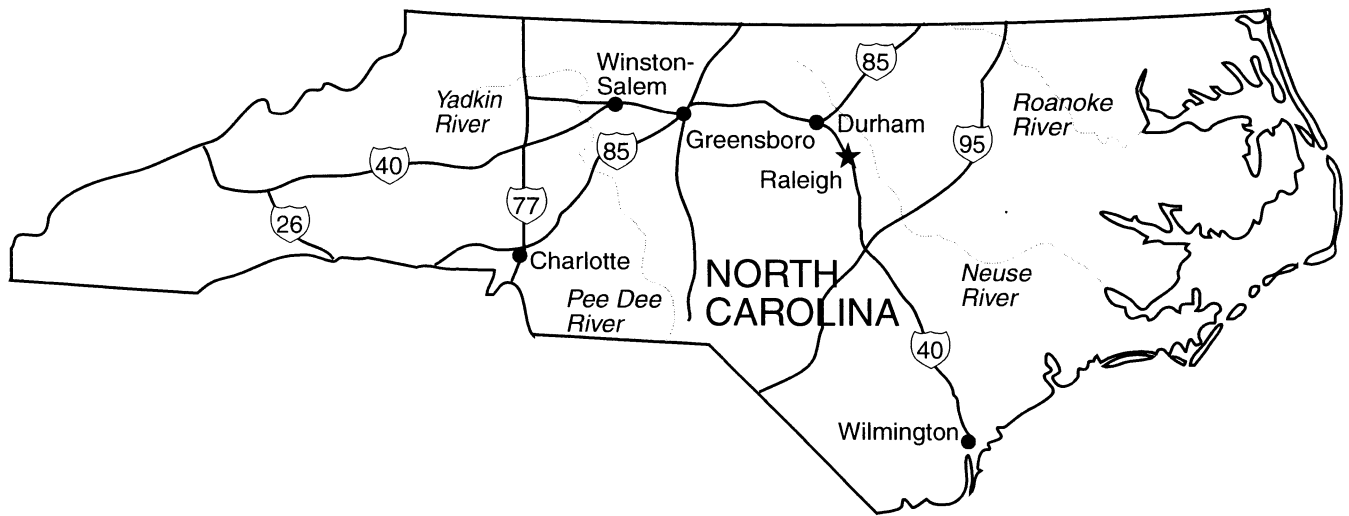 Winston-
Salem
85
Yadkin
River
Roanoke
River
Durham
Greensboro
95
85
40
Raleigh
77
26
Charlotte
NORTH
CAROLINA
Neuse
River
Pee Dee
River
40
Wilmington